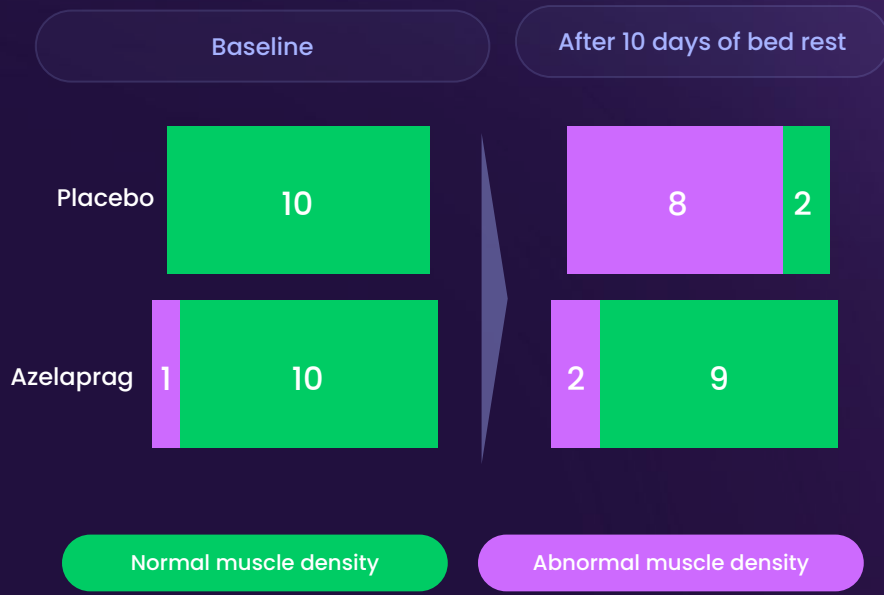 Baseline
After 10 days of bed rest
Placebo
10
8
2
Azelaprag
1
10
2
9
Normal muscle density
Abnormal muscle density